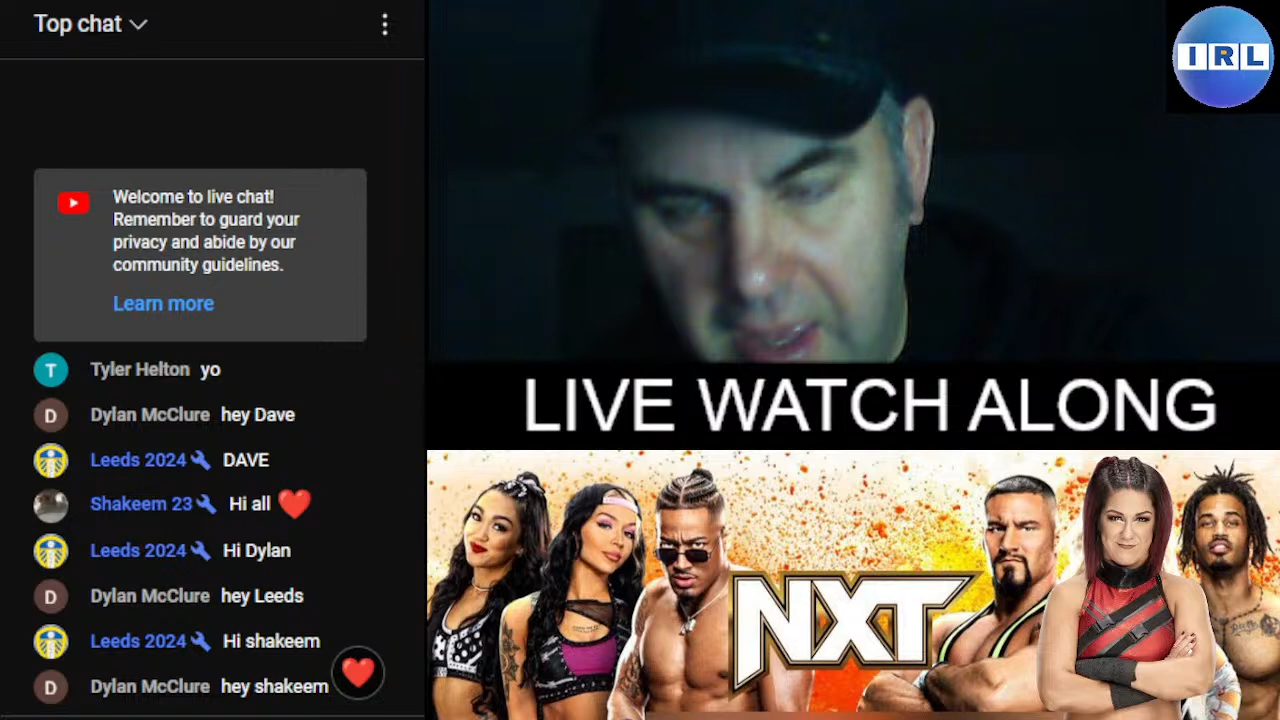 Top chat
IRL
Welcome to live chat!
Remember to guard your
privacy and abide by our
community guidelines.
Learn more
T Tyler Helton yo
D Dylan McClure hey Dave
Leeds 2024 DAVE
Shakeem 23 Hi all ❤️
Leeds 2024 Hi Dylan
D Dylan McClure hey Leeds
Leeds 2024 Hi shakeem
D Dylan McClure hey shakeem
LIVE WATCH ALONG
NXT